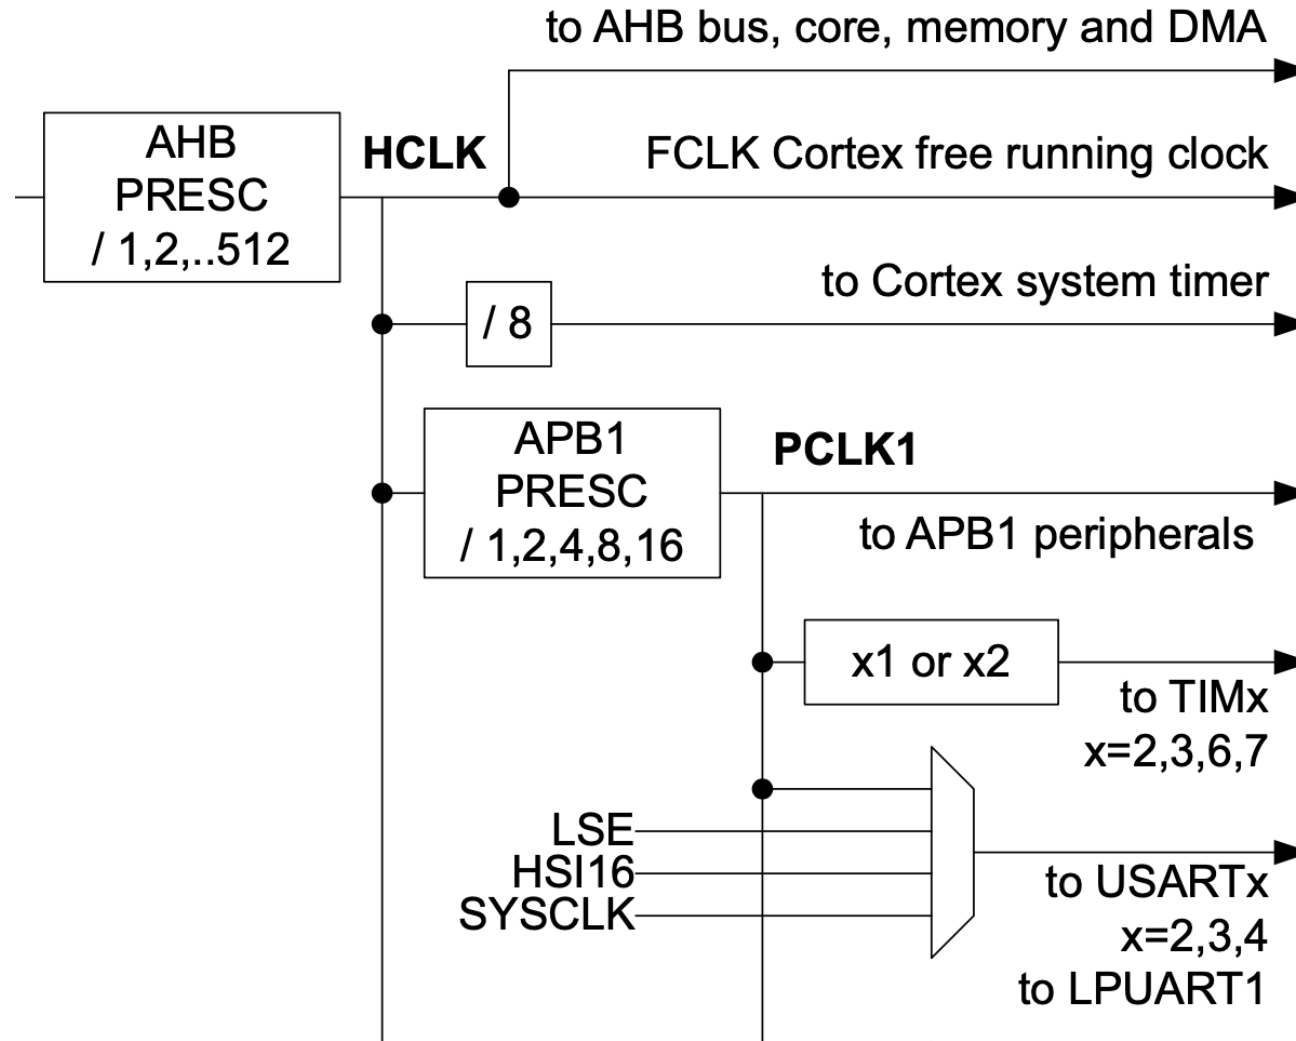 to AHB bus, core, memory and DMA
AHB
PRESC
/ 1,2,..512
HCLK
FCLK Cortex free running clock
to Cortex system timer
/ 8
APB1
PRESC
/ 1,2,4,8,16
PCLK1
to APB1 peripherals
x1 or x2
to TIMx
x=2,3,6,7
LSE
HSI16
SYSCLK
to USARTx
x=2,3,4
to LPUART1